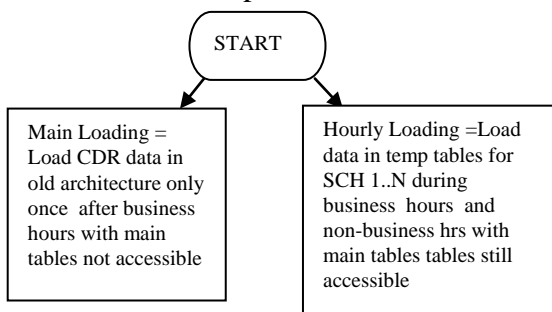 START
Main Loading =
Load CDR data in
old architecture only
once after business
hours with main
tables not accessible
Hourly Loading =Load
data in temp tables for
SCH 1..N during
business hours and
non-business hrs with
main tables tables still
accessible